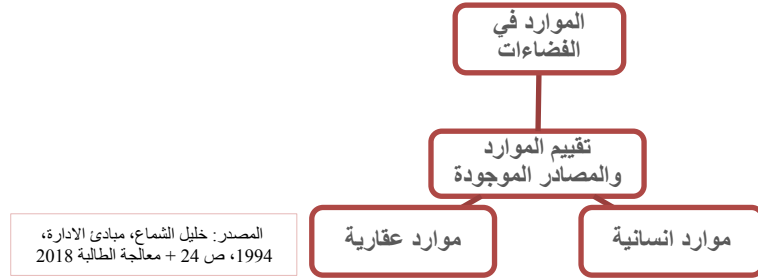 الموارد في
الفضاءات
تقييم الموارد
والمصادر الموجودة
موارد انسانية
موارد عقارية
المصدر: خليل الشماع، مبادئ الادارة،
1994، ص 24 + معالجة الطالبة 2018